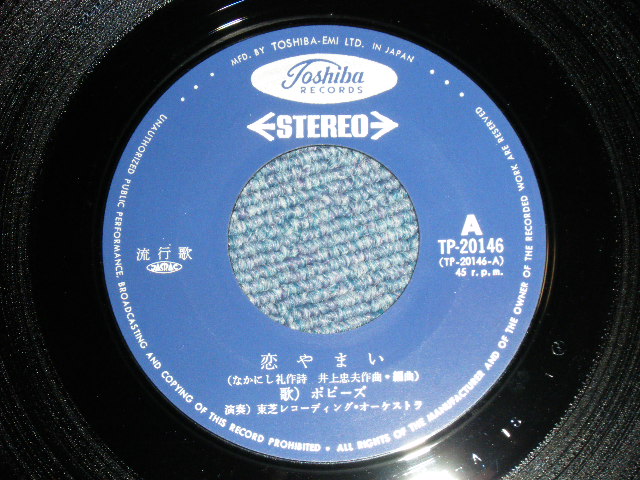 MFD. BY TOSHIBA-EMI LTD. IN JAPAN
Toshiba
RECORDS
STEREO
A
TP-20146
(TP-20146-A)
45 r.p.m.
流行歌
恋やまい
(なかにし礼作詩 井上忠夫作曲・編曲)
歌) ポピーズ
演奏) 東芝レコーディング・オーケストラ
UNAUTHORIZED PUBLIC PERFORMANCE, BROADCASTING AND COPYING OF THIS RECORD PROHIBITED • ALL RIGHTS OF THE MANUFACTURER AND OF THE OWNER OF THE RECORDED WORK ARE RESERVED